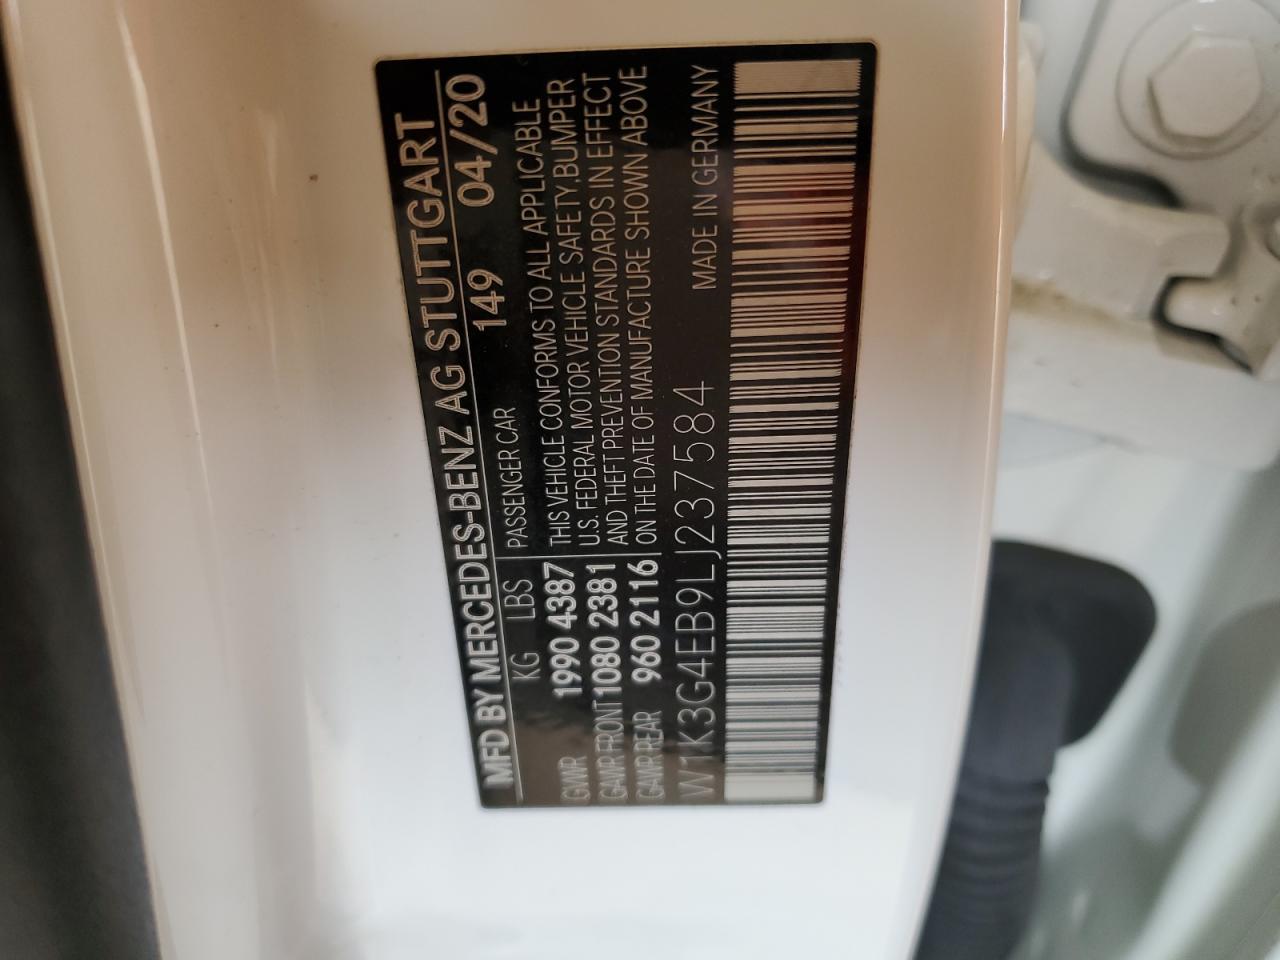 MFD BY MERCEDES-BENZ AG STUTTGART
149 04/20
KG LBS PASSENGER CAR
GWR 1990 4387 THIS VEHICLE CONFORMS TO ALL APPLICABLE
GAWR FRONT 1080 2381 U.S. FEDERAL MOTOR VEHICLE SAFETY,BUMPER
GAWR REAR 960 2116 AND THEFT PREVENTION STANDARDS IN EFFECT
ON THE DATE OF MANUFACTURE SHOWN ABOVE
W1K3G4EB9LJ237584 MADE IN GERMANY